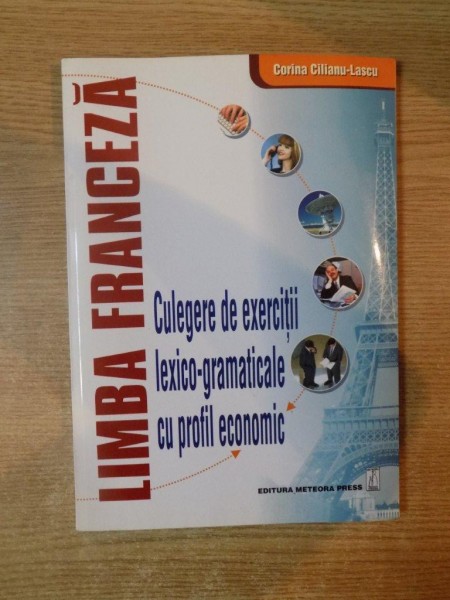 Corina Cilianu-Lascu
LIMBA FRANCEZĂ
Culegere de exerciții
lexico-gramaticale
cu profil economic
EDITURA METEORA PRESS